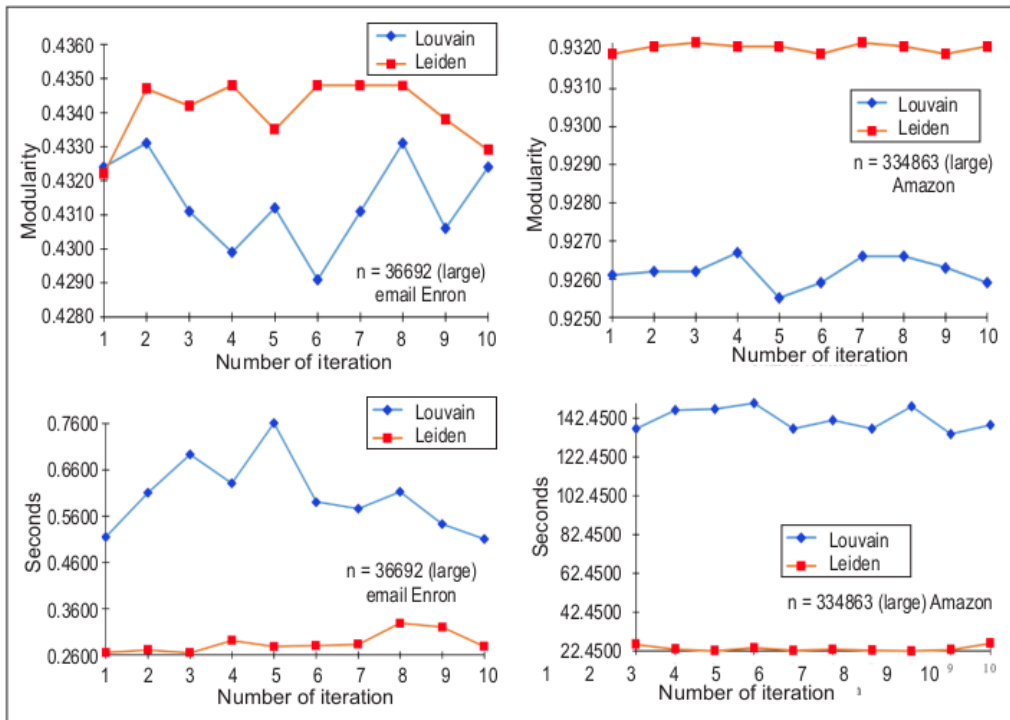 0.4360
0.4350
0.4340
0.4330
0.4320
0.4310
0.4300
0.4290
0.4280
Modularity
Louvain
Leiden
n = 36692 (large)
email Enron
1 2 3 4 5 6 7 8 9 10
Number of iteration
0.9320
0.9310
0.9300
0.9290
0.9280
0.9270
0.9260
0.9250
Modularity
Louvain
Leiden
n = 334863 (large)
Amazon
1 2 3 4 5 6 7 8 9 10
Number of iteration
0.7600
0.6600
0.5600
0.4600
0.3600
0.2600
Seconds
Louvain
Leiden
n = 36692 (large)
email Enron
1 2 3 4 5 6 7 8 9 10
Number of iteration
142.4500
122.4500
102.4500
82.4500
62.4500
42.4500
22.4500
Seconds
Louvain
Leiden
n = 334863 (large) Amazon
1 2 3 4 5 6 7 8 9 10 9 10
Number of iteration